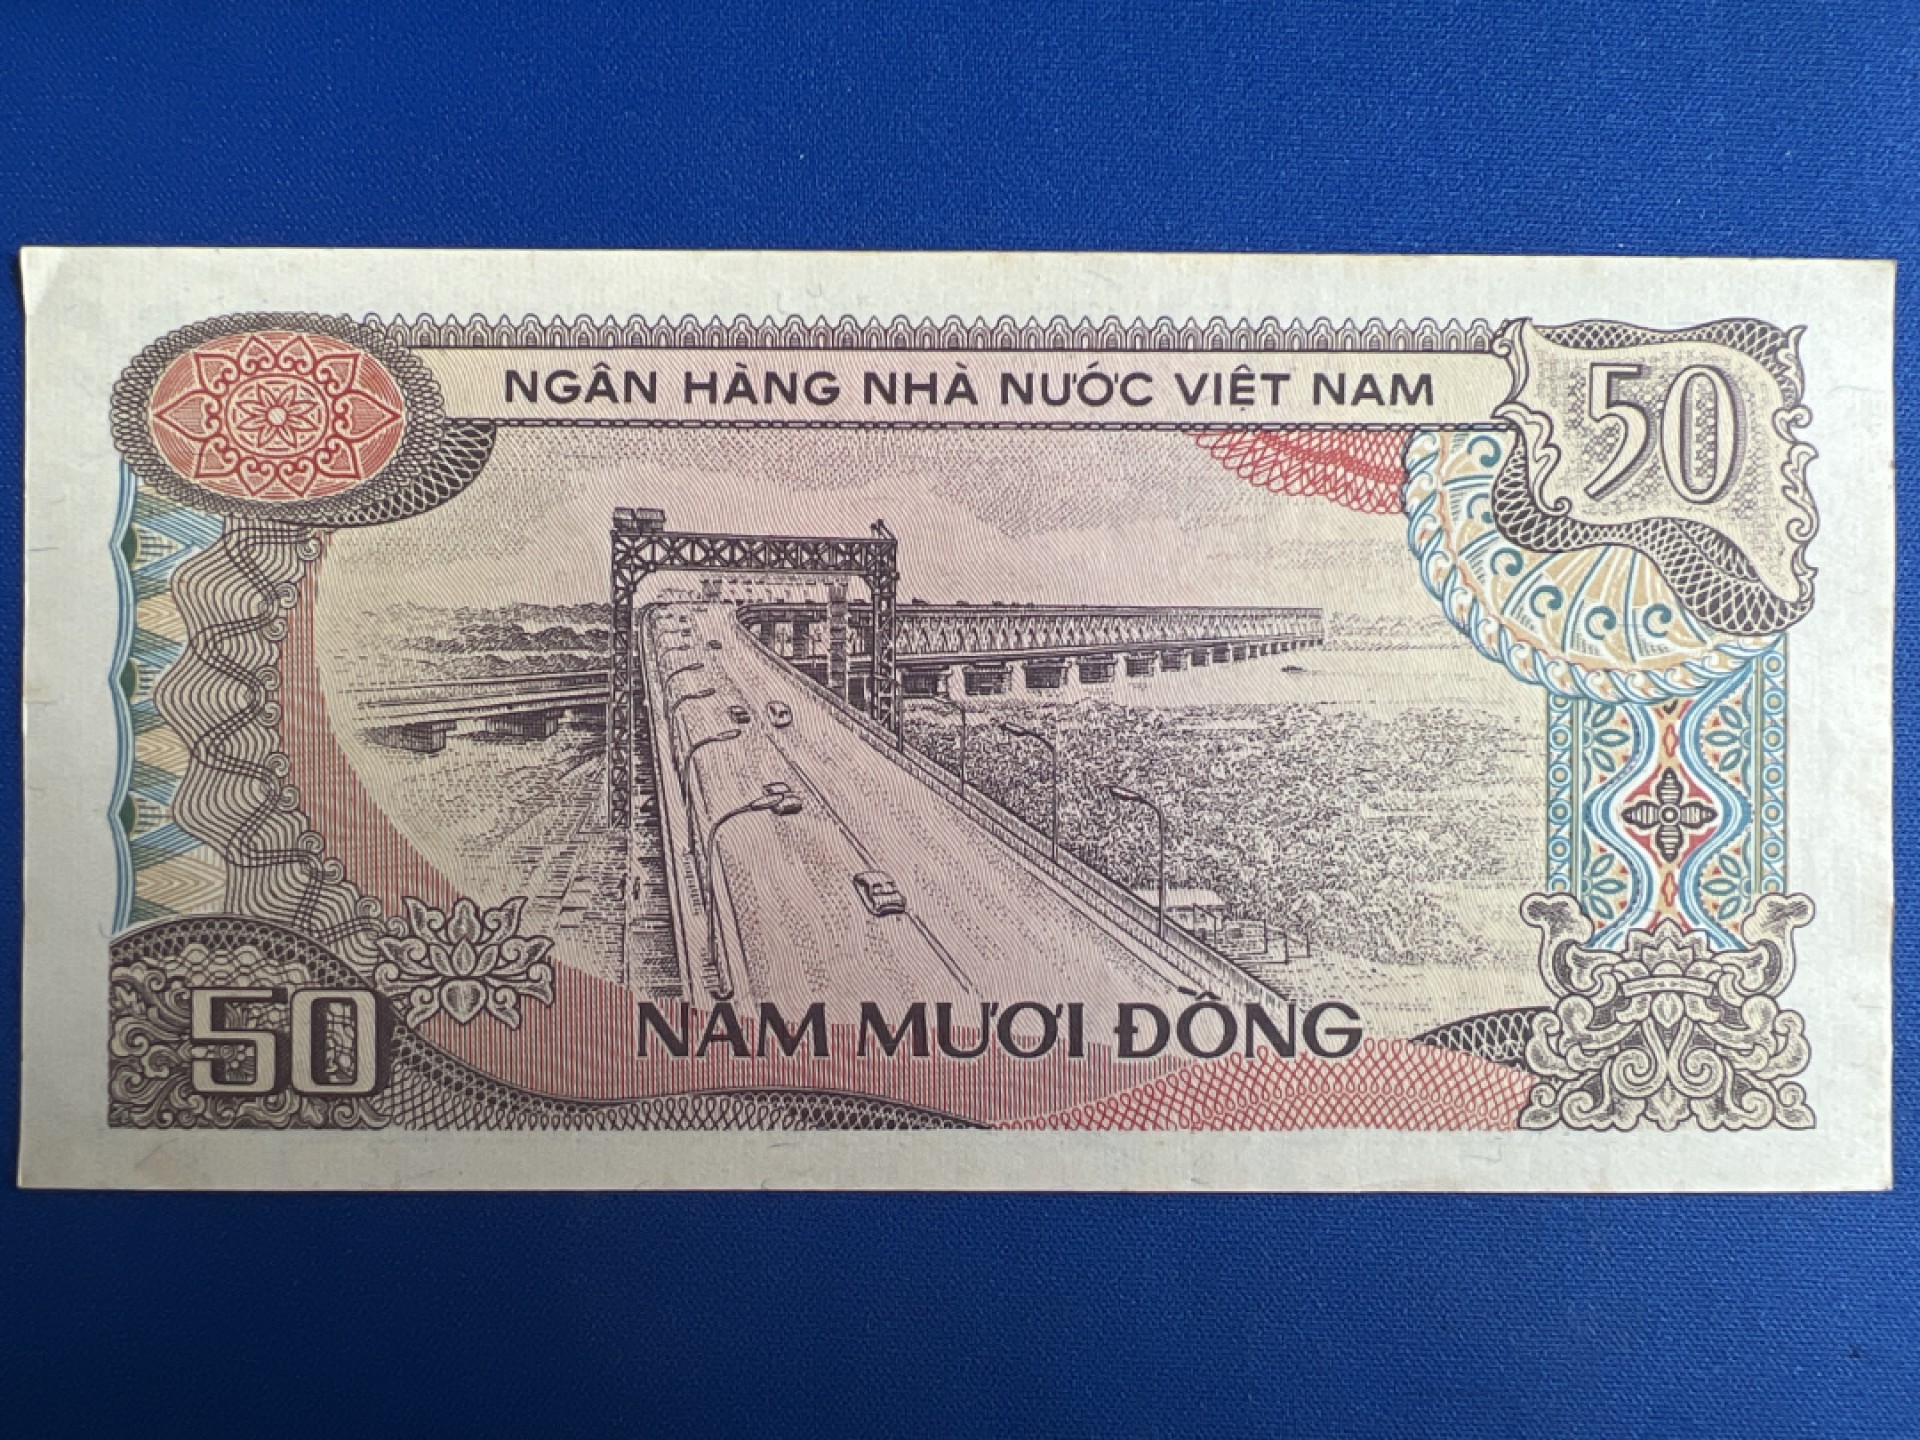 NGÂN HÀNG NHÀ NƯỚC VIỆT NAM
50
50
NĂM MƯƠI ĐỒNG